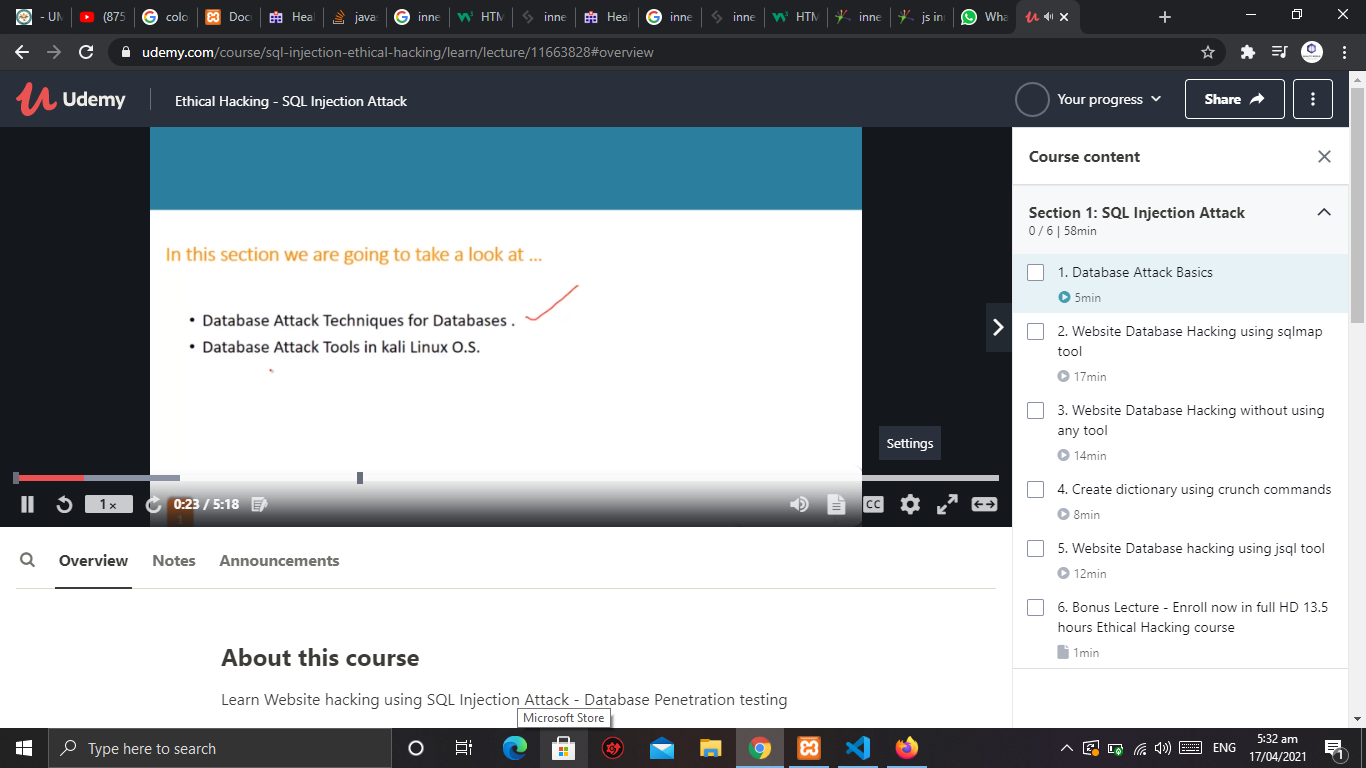 - UM
(875
colo
Doc
Heal
java
inne
HTM
inne
Heal
inne
inne
HTM
inne
js in
Wha
udemy.com/course/sql-injection-ethical-hacking/learn/lecture/11663828#overview
Udemy
Ethical Hacking - SQL Injection Attack
Your progress
Share
In this section we are going to take a look at ...
• Database Attack Techniques for Databases .
• Database Attack Tools in kali Linux O.S.
Settings
1 x
0:23 / 5:18
CC
Course content
Section 1: SQL Injection Attack
0 / 6 | 58min
1. Database Attack Basics
5min
2. Website Database Hacking using sqlmap
tool
17min
3. Website Database Hacking without using
any tool
14min
4. Create dictionary using crunch commands
8min
5. Website Database hacking using jsql tool
12min
6. Bonus Lecture - Enroll now in full HD 13.5
hours Ethical Hacking course
1min
Overview
Notes
Announcements
About this course
Learn Website hacking using SQL Injection Attack - Database Penetration testing
Microsoft Store
Type here to search
ENG
5:32 am
17/04/2021
1